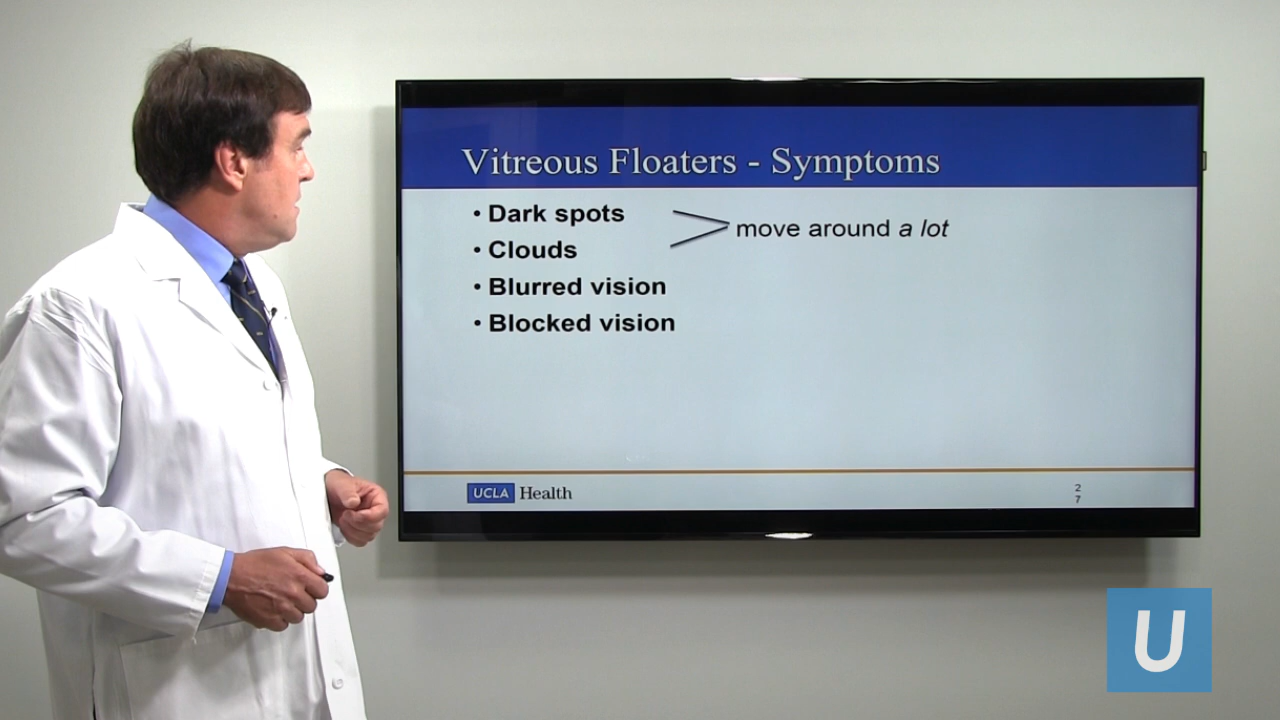 Vitreous Floaters - Symptoms
• Dark spots
• Clouds
move around a lot
• Blurred vision
• Blocked vision
UCLA Health
2
7
U